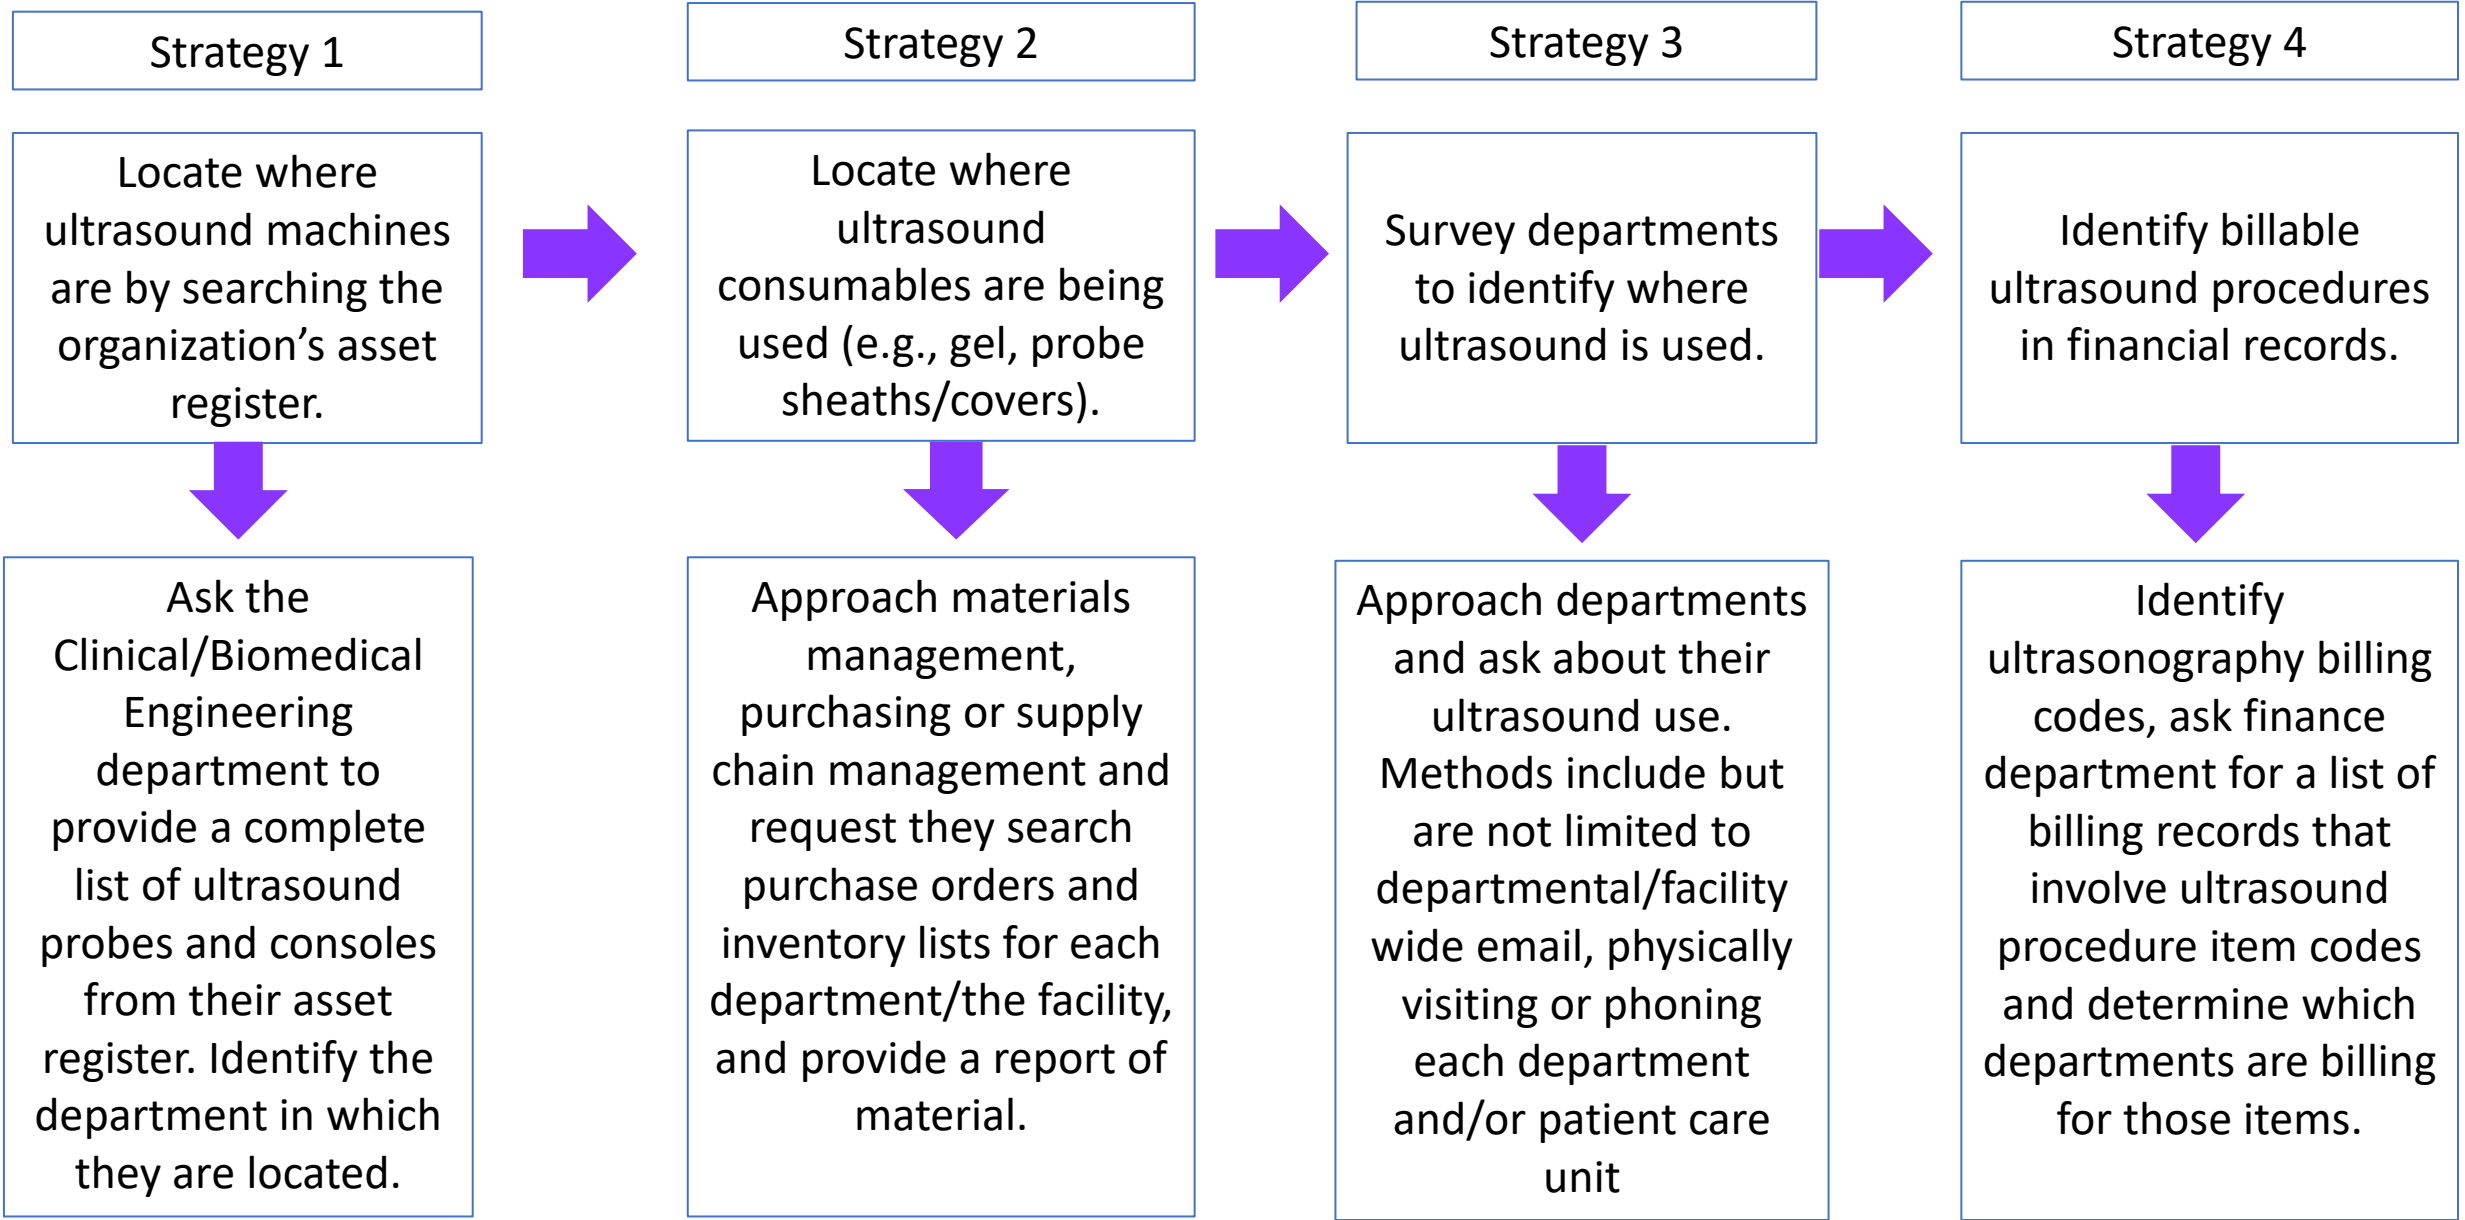 Strategy 1
Strategy 2
Strategy 3
Strategy 4
Locate where
ultrasound machines
are by searching the
organization’s asset
register.
Locate where
ultrasound
consumables are being
used (e.g., gel, probe
sheaths/covers).
Survey departments
to identify where
ultrasound is used.
Identify billable
ultrasound procedures
in financial records.
Ask the
Clinical/Biomedical
Engineering
department to
provide a complete
list of ultrasound
probes and consoles
from their asset
register. Identify the
department in which
they are located.
Approach materials
management,
purchasing or supply
chain management and
request they search
purchase orders and
inventory lists for each
department/the facility,
and provide a report of
material.
Approach departments
and ask about their
ultrasound use.
Methods include but
are not limited to
departmental/facility
wide email, physically
visiting or phoning
each department
and/or patient care
unit
Identify
ultrasonography billing
codes, ask finance
department for a list of
billing records that
involve ultrasound
procedure item codes
and determine which
departments are billing
for those items.